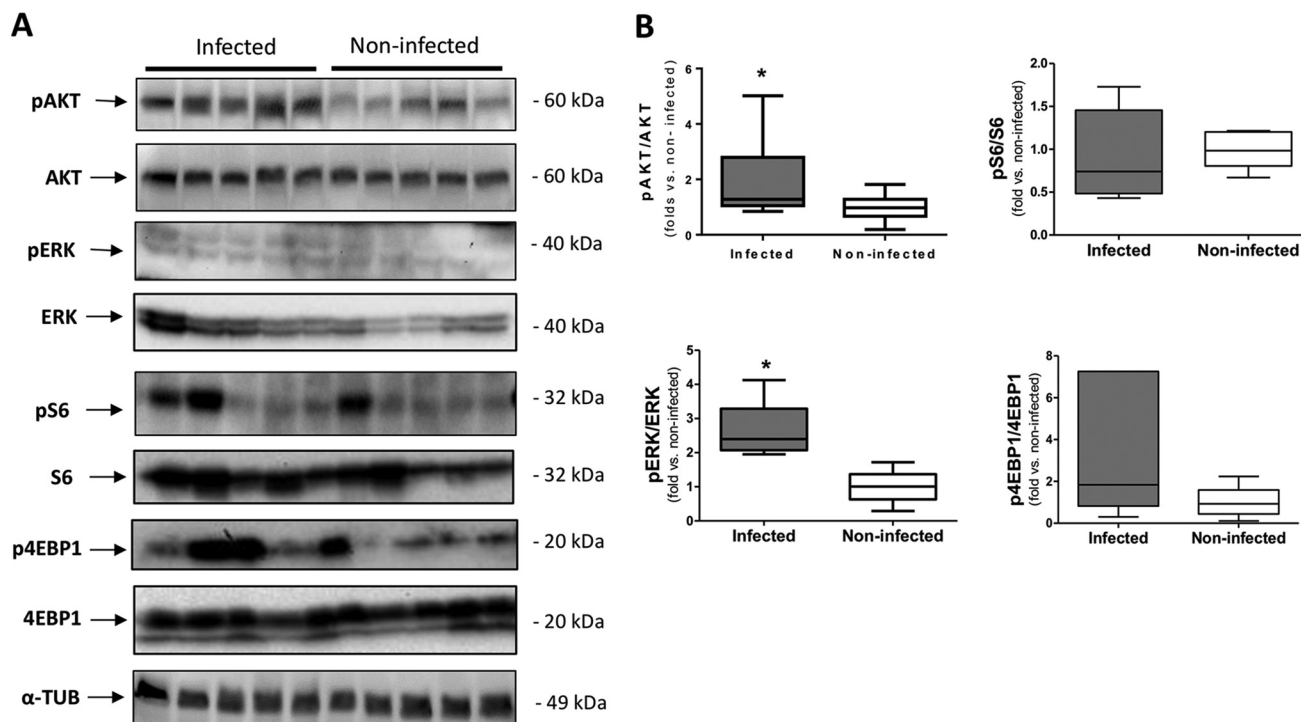 A
Infected
Non-infected
pAKT
- 60 kDa
AKT
- 60 kDa
pERK
- 40 kDa
ERK
- 40 kDa
pS6
- 32 kDa
S6
- 32 kDa
p4EBP1
- 20 kDa
4EBP1
- 20 kDa
α-TUB
- 49 kDa
B
pAKT/AKT
(folds vs. non- infected)
6
4
2
0
*
Infected
Non-infected
pS6/S6
(fold vs. non-infected)
2.0
1.5
1.0
0.5
0.0
Infected
Non-infected
pERK/ERK
(fold vs. non-infected)
5
4
3
2
1
0
*
Infected
Non-infected
p4EBP1/4EBP1
(fold vs. non-infected)
8
6
4
2
0
Infected
Non-infected